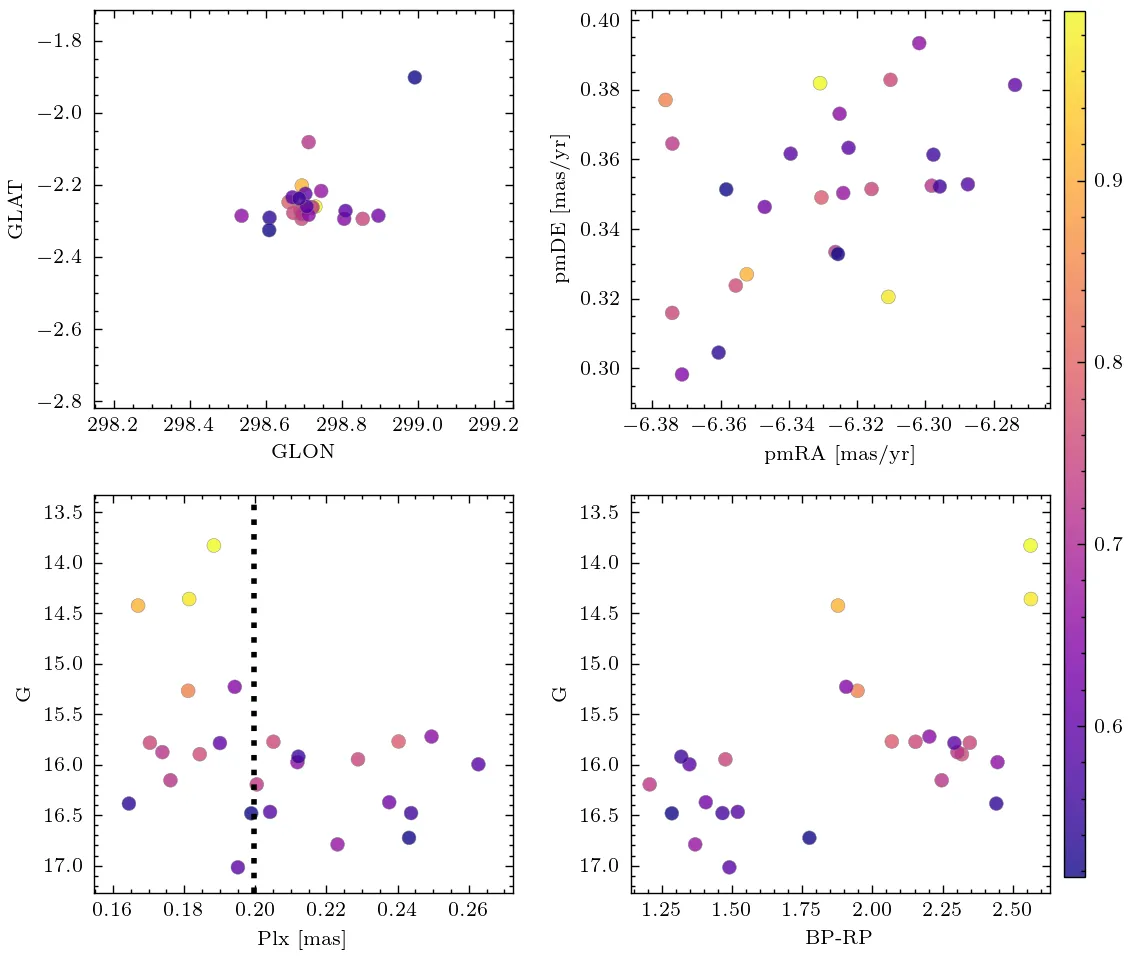 −1.8
−2.0
−2.2
−2.4
−2.6
−2.8
GLAT
298.2 298.4 298.6 298.8 299.0 299.2
GLON
0.40
0.38
0.36
0.34
0.32
0.30
pmDE [mas/yr]
−6.38 −6.36 −6.34 −6.32 −6.30 −6.28
pmRA [mas/yr]
0.9
0.8
0.7
0.6
13.5
14.0
14.5
15.0
15.5
16.0
16.5
17.0
G
0.16 0.18 0.20 0.22 0.24 0.26
Plx [mas]
13.5
14.0
14.5
15.0
15.5
16.0
16.5
17.0
G
1.25 1.50 1.75 2.00 2.25 2.50
BP-RP